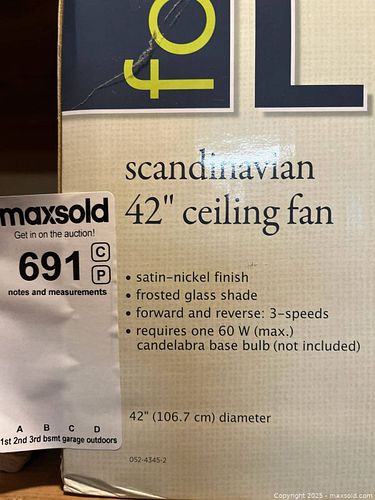 fo
scandinavian
42" ceiling fan
• satin-nickel finish
• frosted glass shade
• forward and reverse: 3-speeds
• requires one 60 W (max.)
candelabra base bulb (not included)
42" (106.7 cm) diameter
052-4345-2
maxsold
Get in on the auction!
691 C
P
notes and measurements
A B C D
1st 2nd 3rd bsmt garage outdoors
Copyright 2025 - maxsold.com